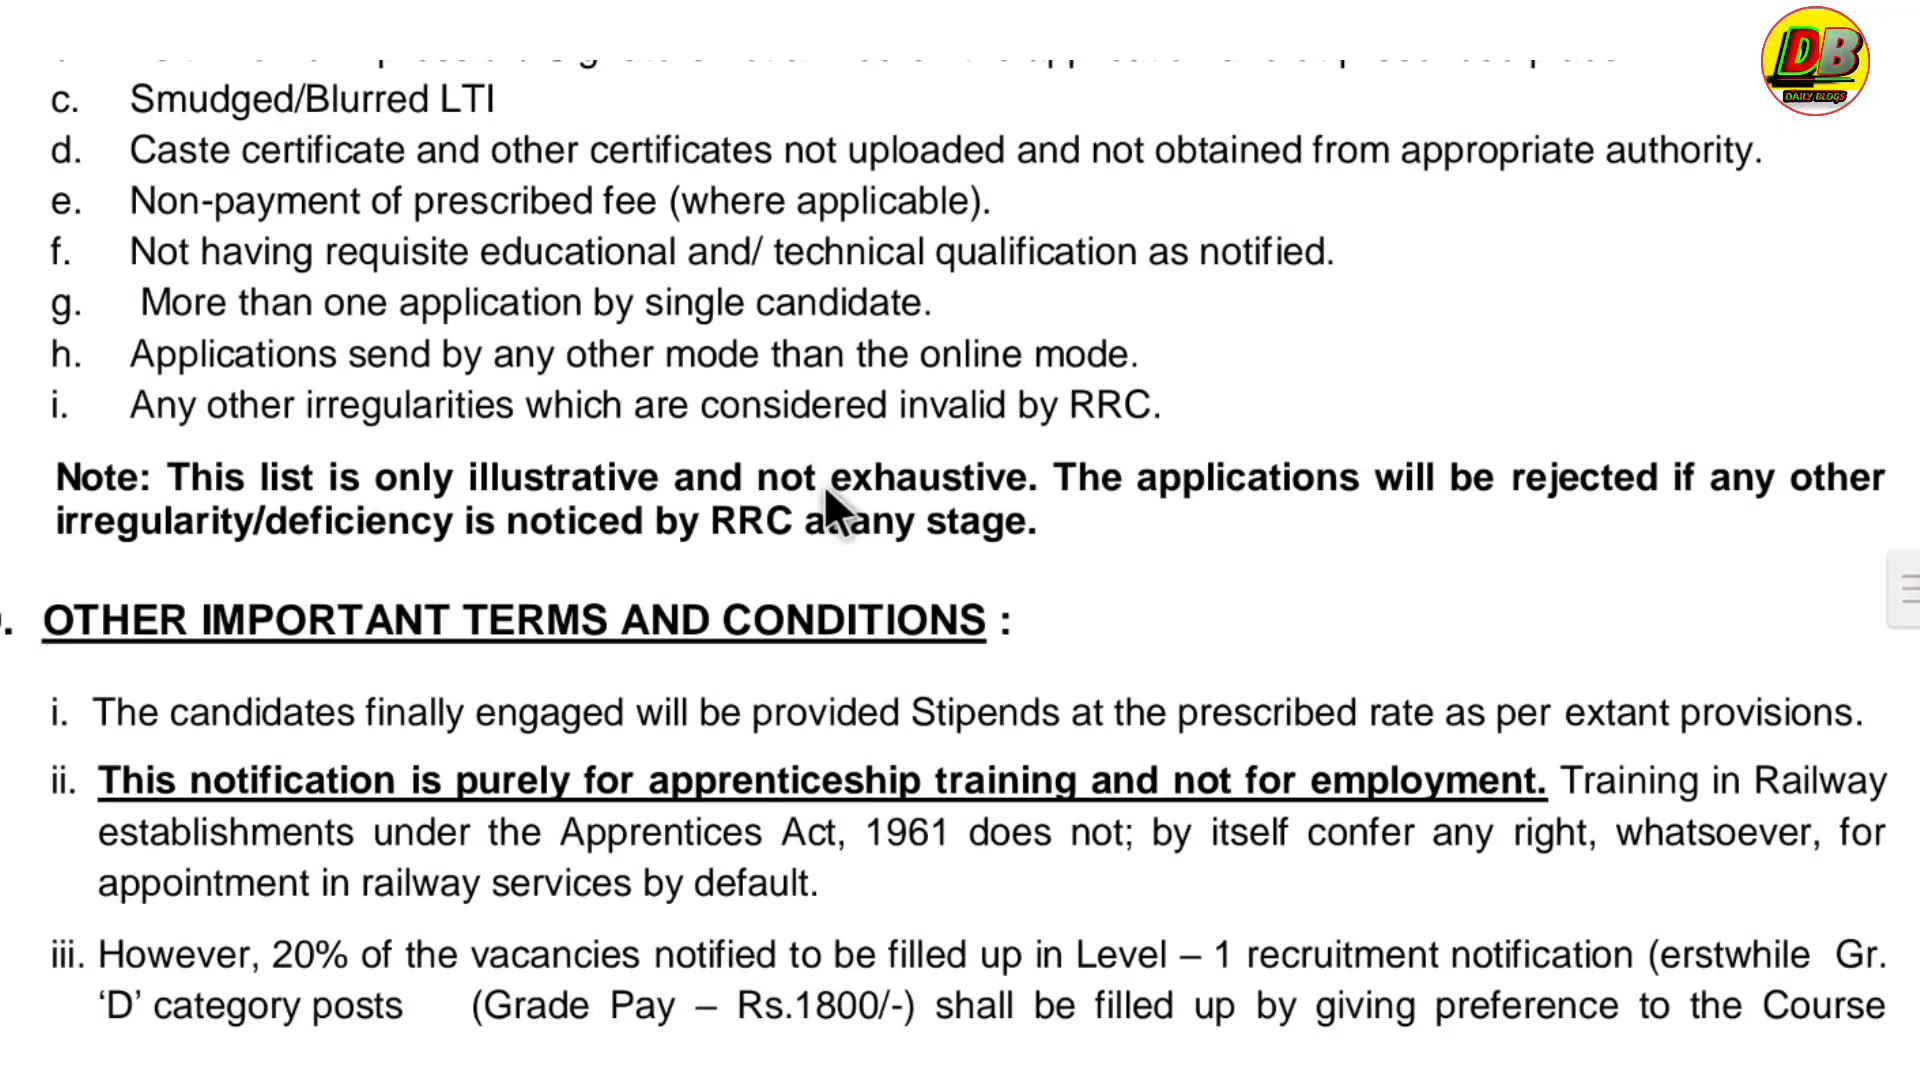 DB
DAILY BLOGS
c. Smudged/Blurred LTI
d. Caste certificate and other certificates not uploaded and not obtained from appropriate authority.
e. Non-payment of prescribed fee (where applicable).
f. Not having requisite educational and/ technical qualification as notified.
g. More than one application by single candidate.
h. Applications send by any other mode than the online mode.
i. Any other irregularities which are considered invalid by RRC.
Note: This list is only illustrative and not exhaustive. The applications will be rejected if any other
irregularity/deficiency is noticed by RRC at any stage.
OTHER IMPORTANT TERMS AND CONDITIONS :
i. The candidates finally engaged will be provided Stipends at the prescribed rate as per extant provisions.
ii. This notification is purely for apprenticeship training and not for employment. Training in Railway
establishments under the Apprentices Act, 1961 does not; by itself confer any right, whatsoever, for
appointment in railway services by default.
iii. However, 20% of the vacancies notified to be filled up in Level – 1 recruitment notification (erstwhile Gr.
‘D’ category posts (Grade Pay – Rs.1800/-) shall be filled up by giving preference to the Course